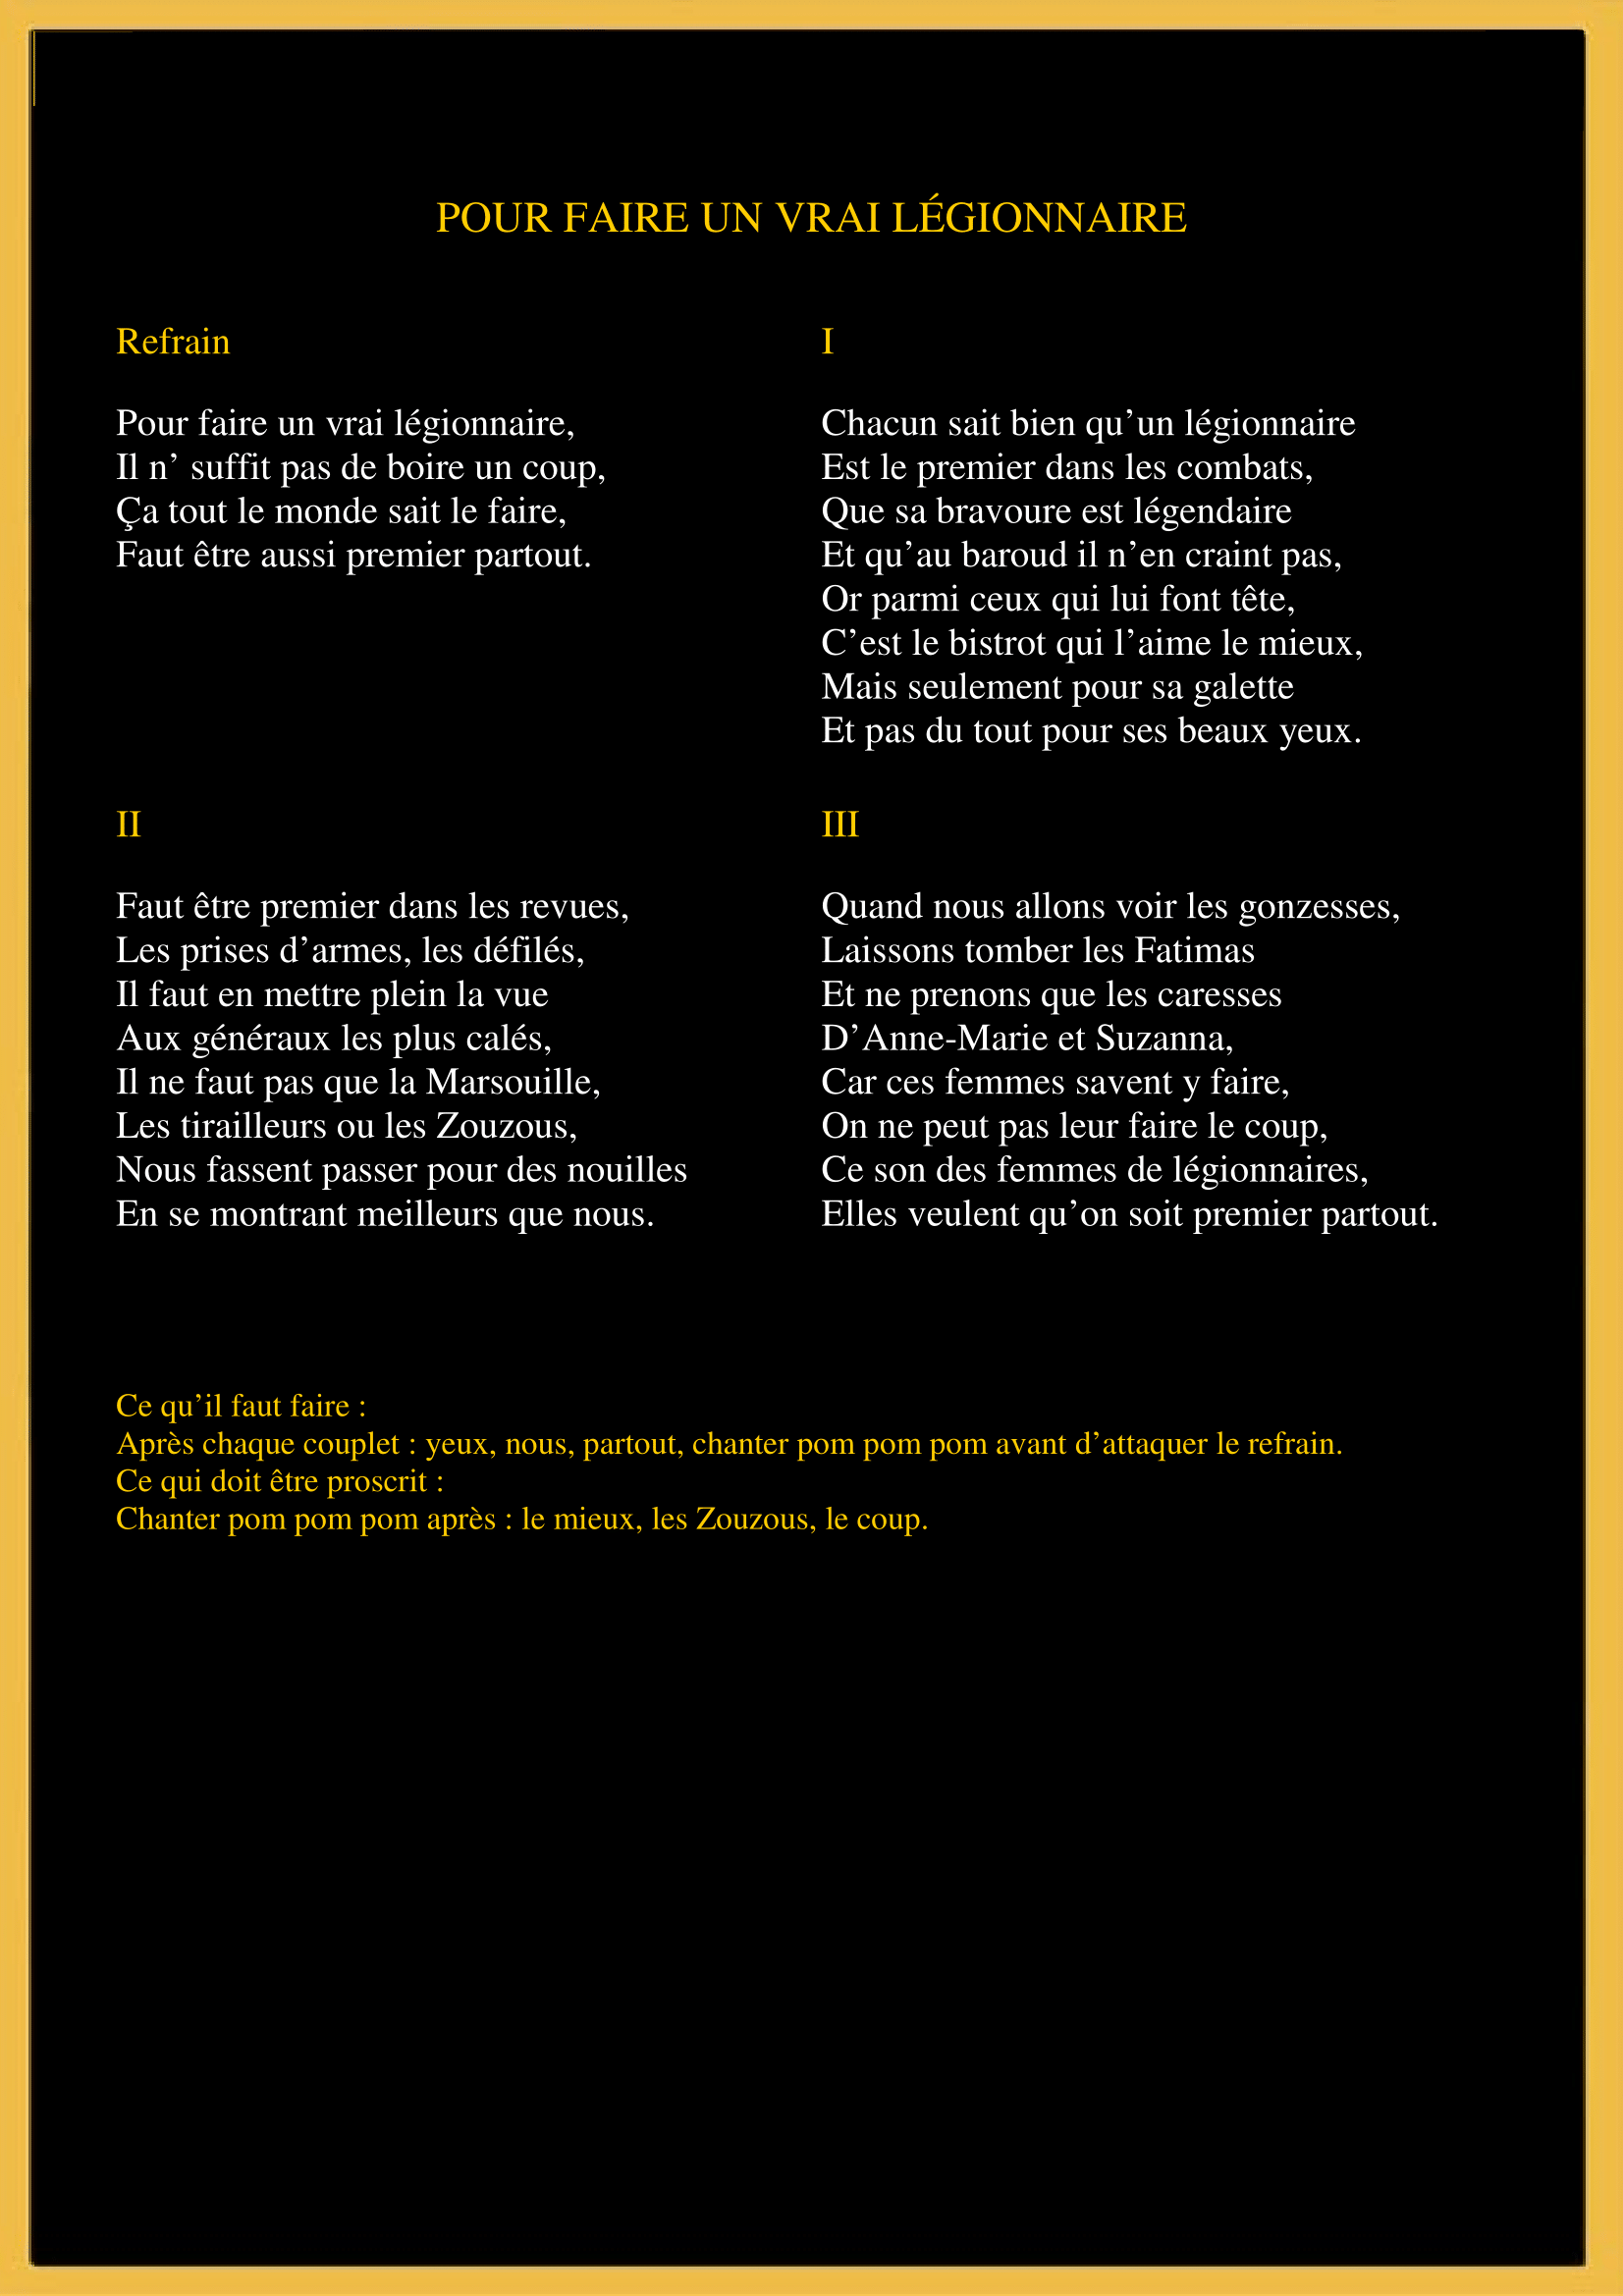 POUR FAIRE UN VRAI LÉGIONNAIRE
Refrain
Pour faire un vrai légionnaire,
Il n’ suffit pas de boire un coup,
Ça tout le monde sait le faire,
Faut être aussi premier partout.
I
Chacun sait bien qu’un légionnaire
Est le premier dans les combats,
Que sa bravoure est légendaire
Et qu’au baroud il n’en craint pas,
Or parmi ceux qui lui font tête,
C’est le bistrot qui l’aime le mieux,
Mais seulement pour sa galette
Et pas du tout pour ses beaux yeux.
II
Faut être premier dans les revues,
Les prises d’armes, les défilés,
Il faut en mettre plein la vue
Aux généraux les plus calés,
Il ne faut pas que la Marsouille,
Les tirailleurs ou les Zouzous,
Nous fassent passer pour des nouilles
En se montrant meilleurs que nous.
III
Quand nous allons voir les gonzesses,
Laissons tomber les Fatimas
Et ne prenons que les caresses
D’Anne-Marie et Suzanna,
Car ces femmes savent y faire,
On ne peut pas leur faire le coup,
Ce son des femmes de légionnaires,
Elles veulent qu’on soit premier partout.
Ce qu’il faut faire :
Après chaque couplet : yeux, nous, partout, chanter pom pom pom avant d’attaquer le refrain.
Ce qui doit être proscrit :
Chanter pom pom pom après : le mieux, les Zouzous, le coup.